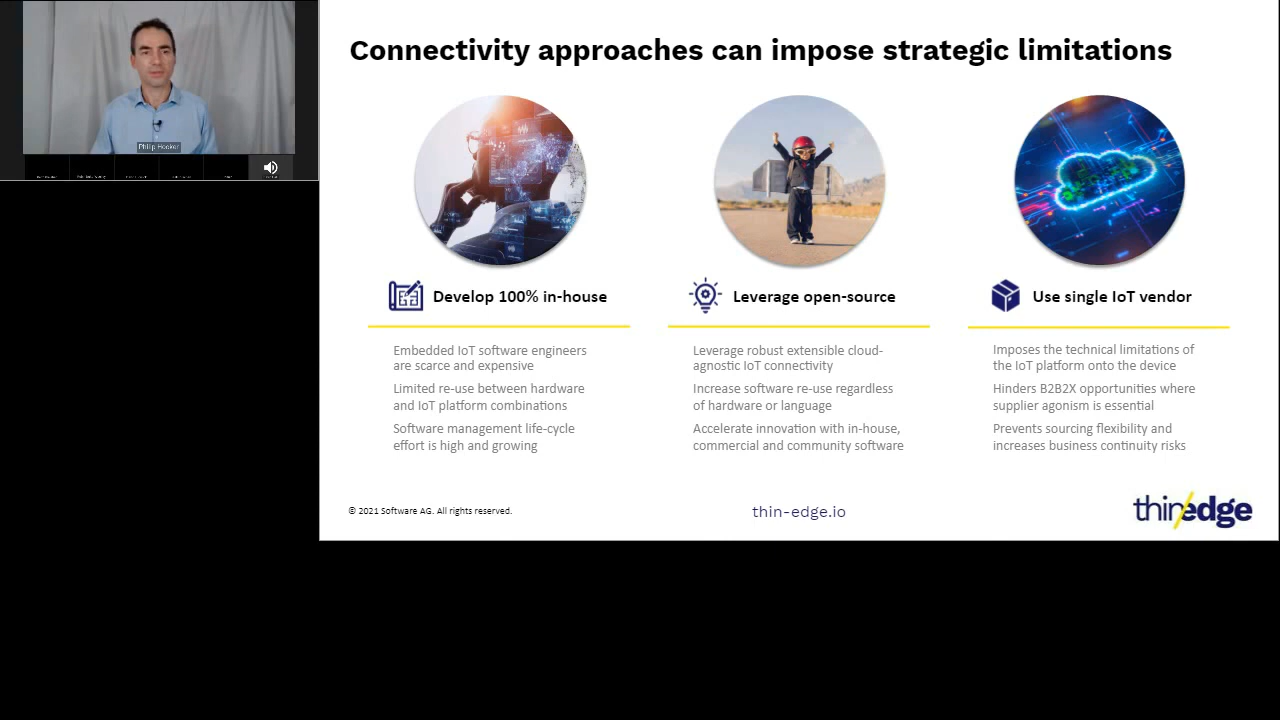 Philip Hooker
Connectivity approaches can impose strategic limitations
Develop 100% in-house
Embedded IoT software engineers
are scarce and expensive
Limited re-use between hardware
and IoT platform combinations
Software management life-cycle
effort is high and growing
Leverage open-source
Leverage robust extensible cloud-
agnostic IoT connectivity
Increase software re-use regardless
of hardware or language
Accelerate innovation with in-house,
commercial and community software
Use single IoT vendor
Imposes the technical limitations of
the IoT platform onto the device
Hinders B2B2X opportunities where
supplier agonism is essential
Prevents sourcing flexibility and
increases business continuity risks
© 2021 Software AG. All rights reserved.
thin-edge.io
thin/edge